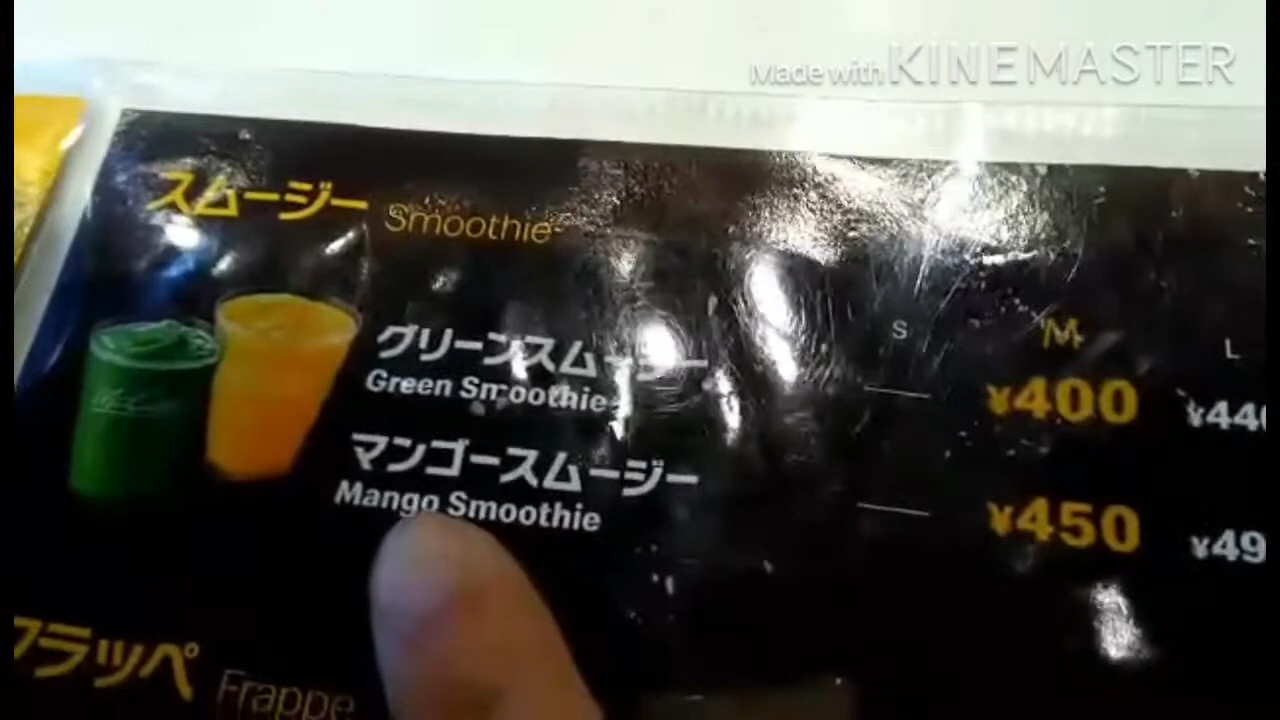 Made with KINEMASTER
スムージー Smoothie
S M L
グリーンスムージー ¥400
Green Smoothie ¥440
マンゴースムージー ¥450
Mango Smoothie ¥49
フラッペ Frappe